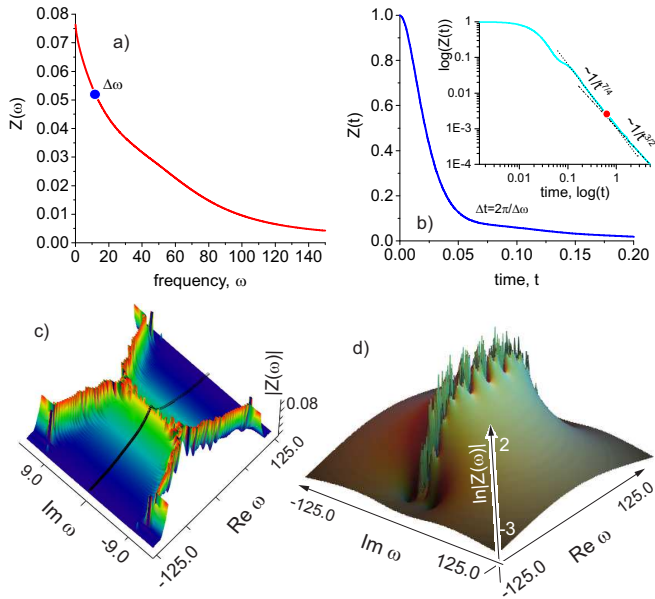 a)
Z(ω)
0.08
0.07
0.06
0.05
0.04
0.03
0.02
0.01
0.00
Δω
0 20 40 60 80 100 120 140
frequency, ω
b)
Z(t)
1.0
0.8
0.6
0.4
0.2
0.0
Δt=2π/Δω
0.00 0.05 0.10 0.15 0.20
time, t
log(Z(t))
1
0.1
0.01
1E-3
1E-4
~1/t^{7/4}
~1/t^{3/2}
0.01 0.1 1
time, log(t)
c)
|Z(ω)|
0.08
9.0
Im ω
-9.0
-125.0
Re ω
125.0
d)
ln|Z(ω)|
2
-3
-125.0
Im ω
125.0
-125.0
Re ω
125.0